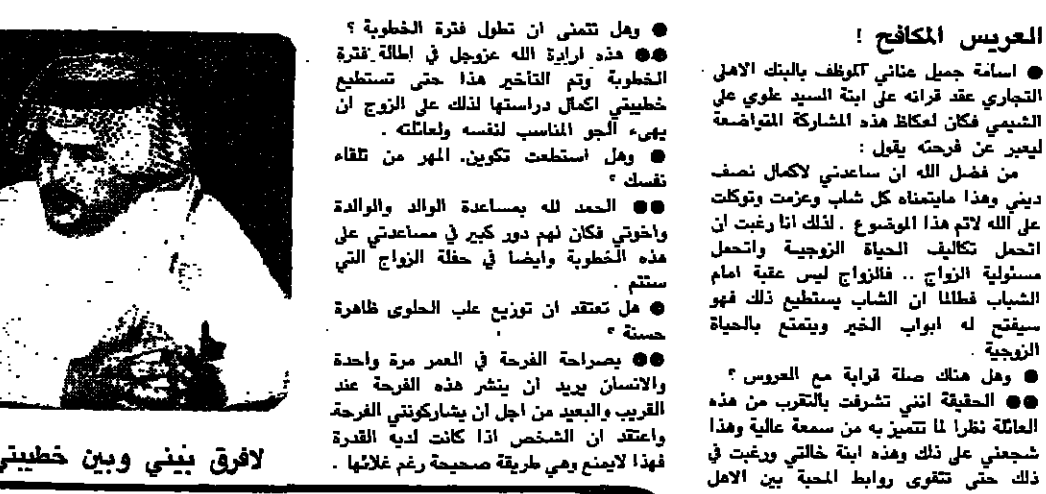 العريس المكافح !
● اسامة جميل عناني الموظف بالبنك الاهلي
التجاري عقد قرانه على ابنة السيد علوي علي
الشيمي فكان لعكاظ هذه المشاركة المتواضعة
ليعبر عن فرحته يقول :
من فضل الله ان ساعدني لاكمال نصف
ديني وهذا مايتمناه كل شاب وعزمت وتوكلت
على الله لاتم هذا الموضوع . لذلك انا رغبت ان
اتحمل تكاليف الحياة الزوجية واتحمل
مسئولية الزواج .. فالزواج ليس عقبة امام
الشباب فطالما ان الشاب يستطيع ذلك فهو
سيفتح له ابواب الخير ويتمتع بالحياة
الزوجية .
● وهل هناك صلة قرابة مع العروس ؟
●● الحقيقة انني تشرفت بالتقرب من هذه
العائلة نظرا لما تتميز به من سمعة عالية وهذا
شجعني على ذلك وهذه ابنة خالتي ورغبت في
ذلك حتى تتقوى روابط المحبة بين الاهل
● وهل تتمنى ان تطول فترة الخطوبة ؟
●● هذه ارادة الله عزوجل في اطالة فترة
الخطوبة وتم التأخير هذا حتى تستطيع
خطيبتي اكمال دراستها لذلك على الزوج ان
يهيء الجو المناسب لنفسه ولعائلته .
● وهل استطعت تكوين المهر من تلقاء
نفسك ؟
●● الحمد لله بمساعدة الوالد والوالدة
واخوتي فكان لهم دور كبير في مساعدتي على
هذه الخطوبة وايضا في حفلة الزواج التي
ستتم .
● هل تعتقد ان توزيع علب الحلوى ظاهرة
حسنة ؟
●● بصراحة الفرحة في العمر مرة واحدة
والانسان يريد ان ينشر هذه الفرحة عند
القريب والبعيد من اجل ان يشاركونني الفرحة
واعتقد ان الشخص اذا كانت لديه القدرة
فهذا لايمنع وهي طريقة صحيحة رغم غلائها .
لافرق بيني وبين خطيبتي